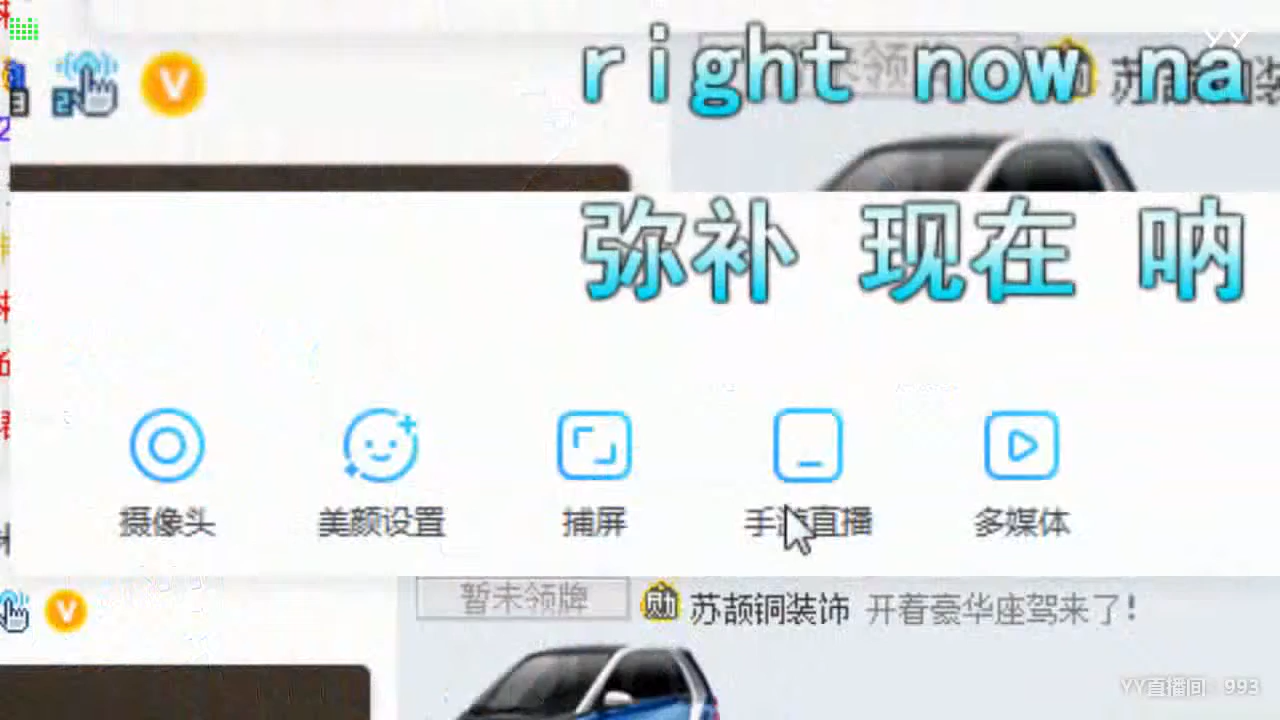 YY
right now na
弥补 现在 呐
摄像头
美颜设置
捕屏
手游直播
多媒体
暂未领牌
勋
苏颉铜装饰 开着豪华座驾来了!
YY直播间 993